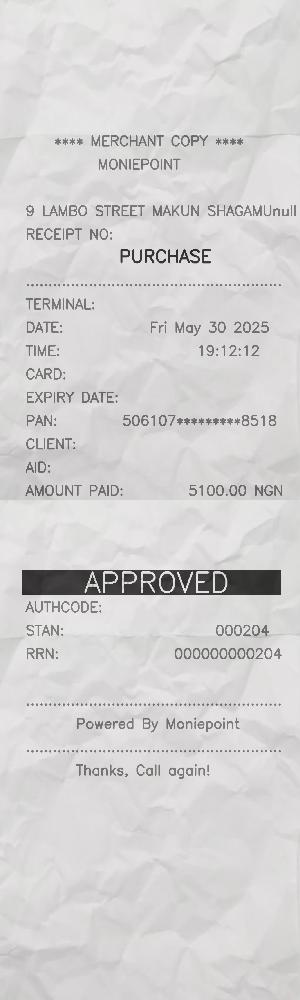 **** MERCHANT COPY ****
MONIEPOINT
9 LAMBO STREET MAKUN SHAGAMUnull
RECEIPT NO:
PURCHASE
TERMINAL:
DATE: Fri May 30 2025
TIME: 19:12:12
CARD:
EXPIRY DATE:
PAN: 506107*********8518
CLIENT:
AID:
AMOUNT PAID: 5100.00 NGN
APPROVED
AUTHCODE:
STAN: 000204
RRN: 000000000204
Powered By Moniepoint
Thanks, Call again!